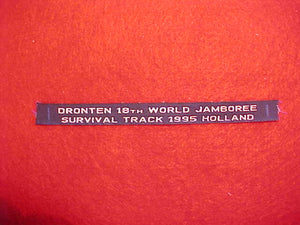 DRONTEN 18TH WORLD JAMBOREE
SURVIVAL TRACK 1995 HOLLAND